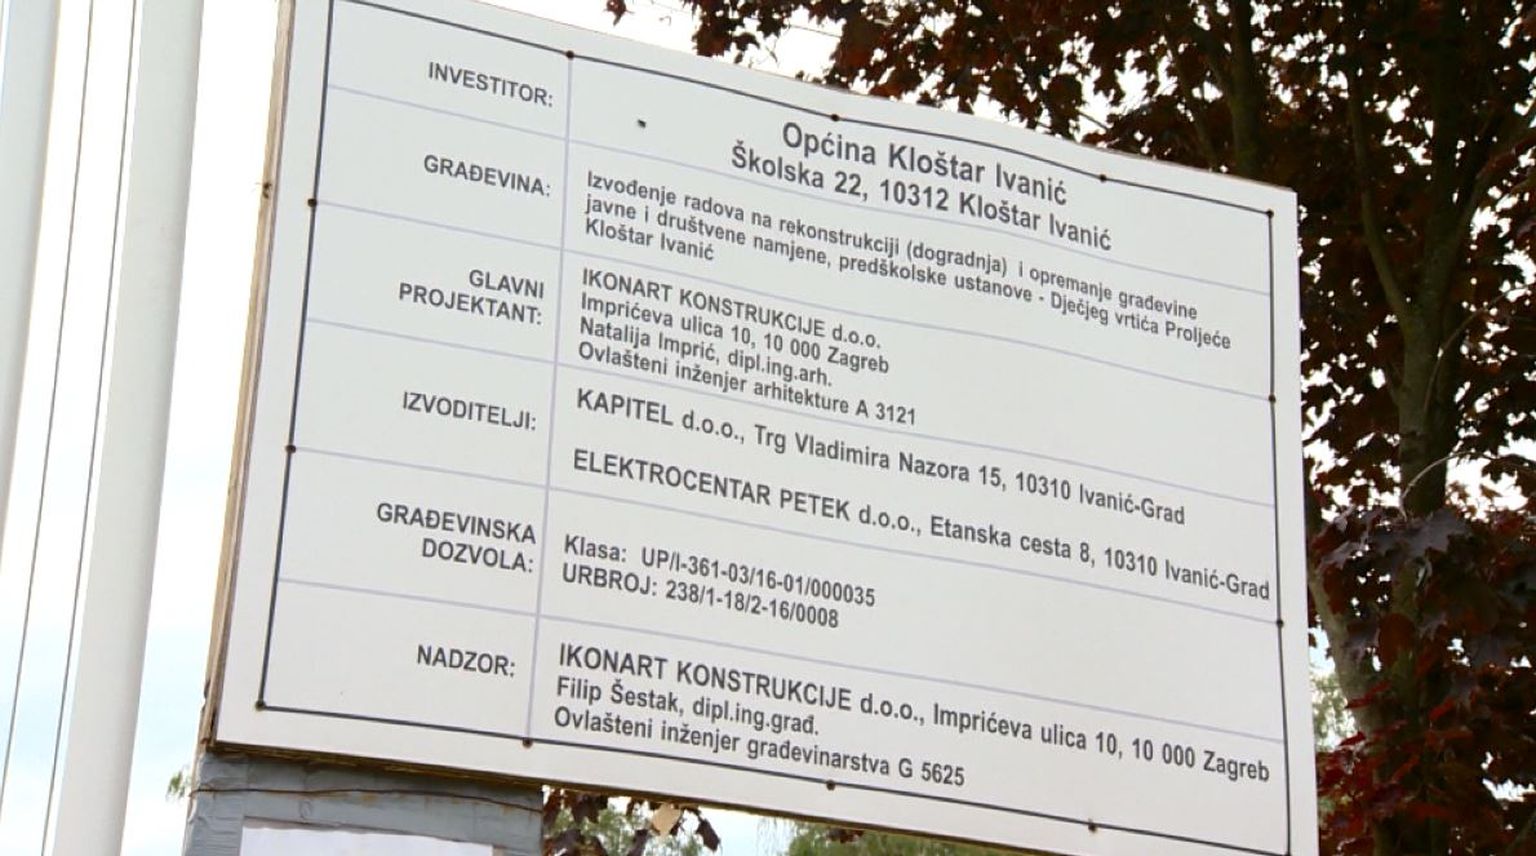 INVESTITOR:
Općina Kloštar Ivanić
Školska 22, 10312 Kloštar Ivanić
GRAĐEVINA:
Izvođenje radova na rekonstrukciji (dogradnja) i opremanje građevine
javne i društvene namjene, predškolske ustanove - Dječjeg vrtića Proljeće
Kloštar Ivanić
GLAVNI
PROJEKTANT:
IKONART KONSTRUKCIJE d.o.o.
Imprićeva ulica 10, 10 000 Zagreb
Natalija Imprić, dipl.ing.arh.
Ovlašteni inženjer arhitekture A 3121
IZVODITELJI:
KAPITEL d.o.o., Trg Vladimira Nazora 15, 10310 Ivanić-Grad
ELEKTROCENTAR PETEK d.o.o., Etanska cesta 8, 10310 Ivanić-Grad
GRAĐEVINSKA
DOZVOLA:
Klasa: UP/I-361-03/16-01/000035
URBROJ: 238/1-18/2-16/0008
NADZOR:
IKONART KONSTRUKCIJE d.o.o., Imprićeva ulica 10, 10 000 Zagreb
Filip Šestak, dipl.ing.građ.
Ovlašteni inženjer građevinarstva G 5625